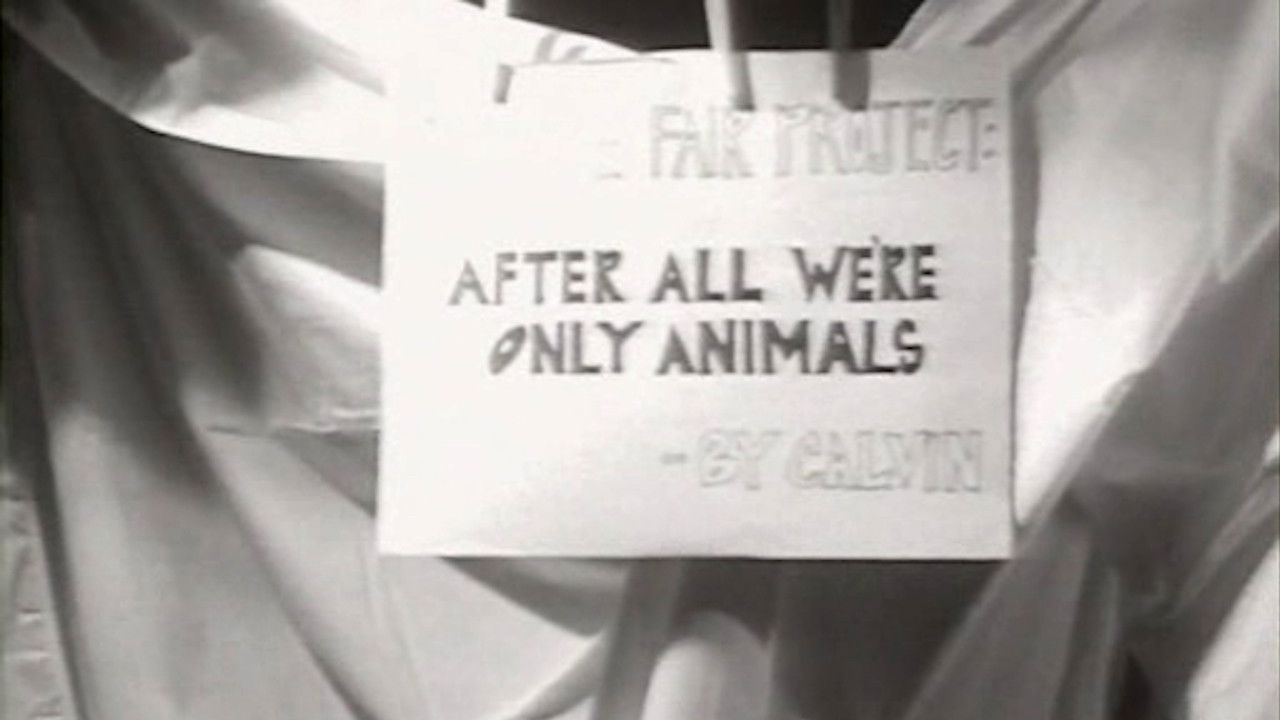 FAIR PROJECT:
AFTER ALL WE'RE
ONLY ANIMALS
-BY CALVIN